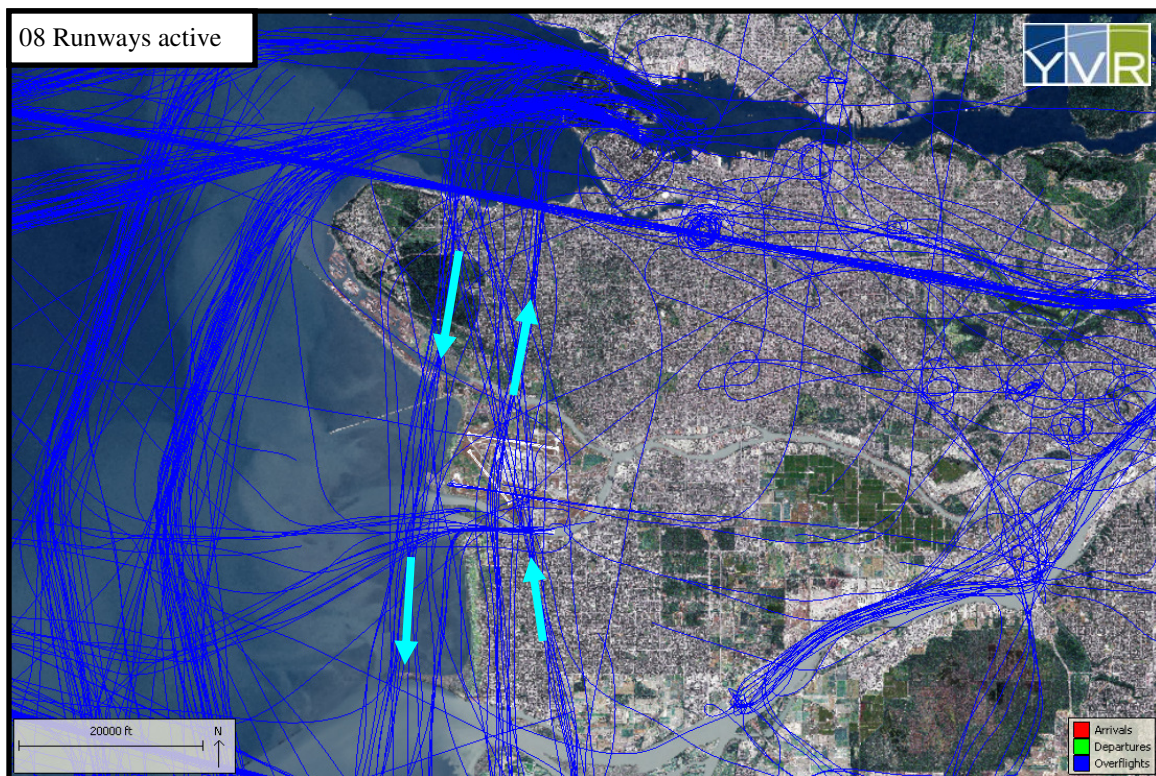 08 Runways active
YVR
20000 ft
N
Arrivals
Departures
Overflights